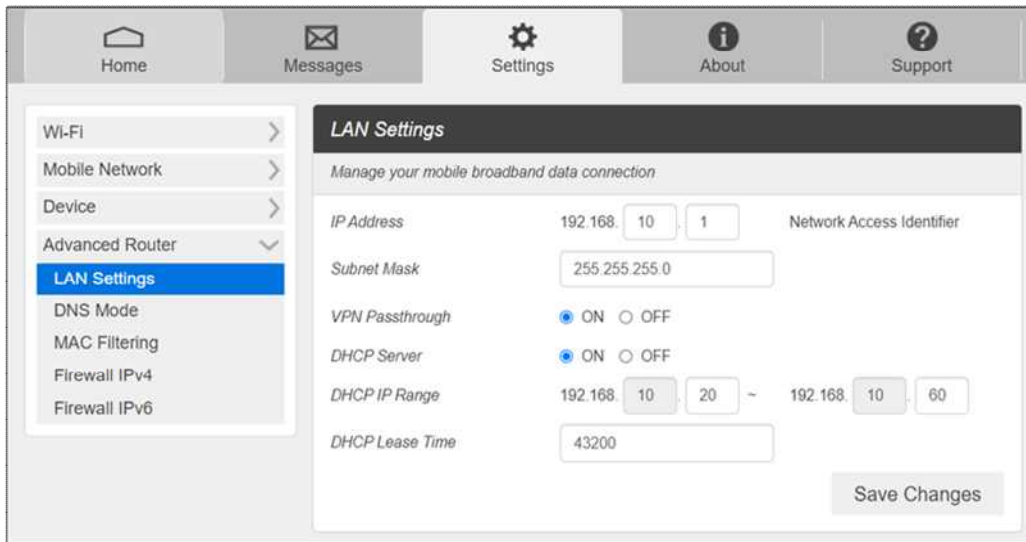 Home
Messages
Settings
About
Support
Wi-Fi
Mobile Network
Device
Advanced Router
LAN Settings
DNS Mode
MAC Filtering
Firewall IPv4
Firewall IPv6
LAN Settings
Manage your mobile broadband data connection
IP Address 192.168. 10 . 1 Network Access Identifier
Subnet Mask 255.255.255.0
VPN Passthrough ON OFF
DHCP Server ON OFF
DHCP IP Range 192.168. 10 . 20 ~ 192.168. 10 . 60
DHCP Lease Time 43200
Save Changes